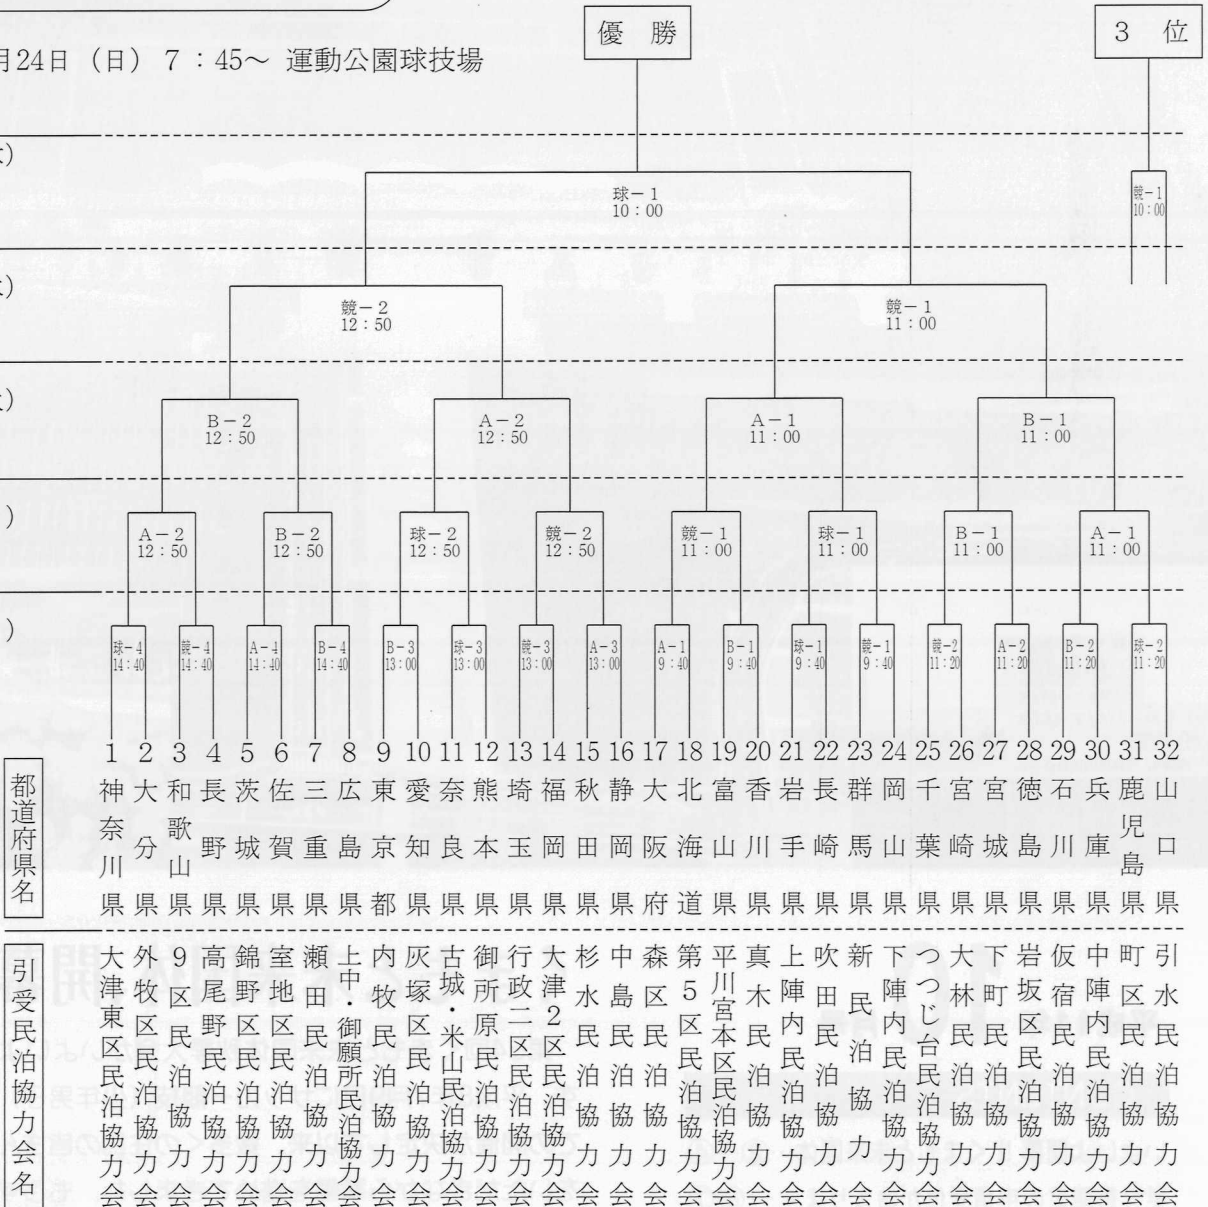 優勝
3位
月24日（日）７：45～ 運動公園球技場
球－１
10：00
競－１
10：00
競－２
12：50
競－１
11：00
B－２
12：50
A－２
12：50
A－１
11：00
B－１
11：00
A－２
12：50
B－２
12：50
球－２
12：50
競－２
12：50
競－１
11：00
球－１
11：00
B－１
11：00
A－１
11：00
球－4
14：40
競－4
14：40
A－4
14：40
B－4
14：40
B－3
13：00
球－3
13：00
競－3
13：00
A－3
13：00
A－1
9：40
B－1
9：40
球－1
9：40
競－1
9：40
競－2
11：20
A－2
11：20
B－2
11：20
球－2
11：20
都道府県名
引受民泊協力会名
1 神奈川県 大津東区民泊協力会
2 大分県 外牧区民泊協力会
3 和歌山県 9区民泊協力会
4 長野県 高尾野民泊協力会
5 茨城県 錦野区民泊協力会
6 佐賀県 室地区民泊協力会
7 三重県 瀬田民泊協力会
8 広島県 上中・御願所民泊協力会
9 東京都 内牧民泊協力会
10 愛知県 灰塚区民泊協力会
11 奈良県 古城・米山民泊協力会
12 熊本県 御所原民泊協力会
13 埼玉県 行政一区民泊協力会
14 福岡県 大津2区民泊協力会
15 秋田県 杉水民泊協力会
16 静岡県 中島民泊協力会
17 大阪府 森区民泊協力会
18 北海道 第5区民泊協力会
19 富山県 平川宮本区民泊協力会
20 香川県 真木民泊協力会
21 岩手県 上陣内民泊協力会
22 長崎県 吹田民泊協力会
23 群馬県 新民泊協力会
24 岡山県 下陣内民泊協力会
25 千葉県 つつじ台民泊協力会
26 宮崎県 大林民泊協力会
27 宮城県 下町民泊協力会
28 徳島県 岩坂区民泊協力会
29 石川県 仮宿民泊協力会
30 兵庫県 中陣内民泊協力会
31 鹿児島県 町区民泊協力会
32 山口県 引水民泊協力会